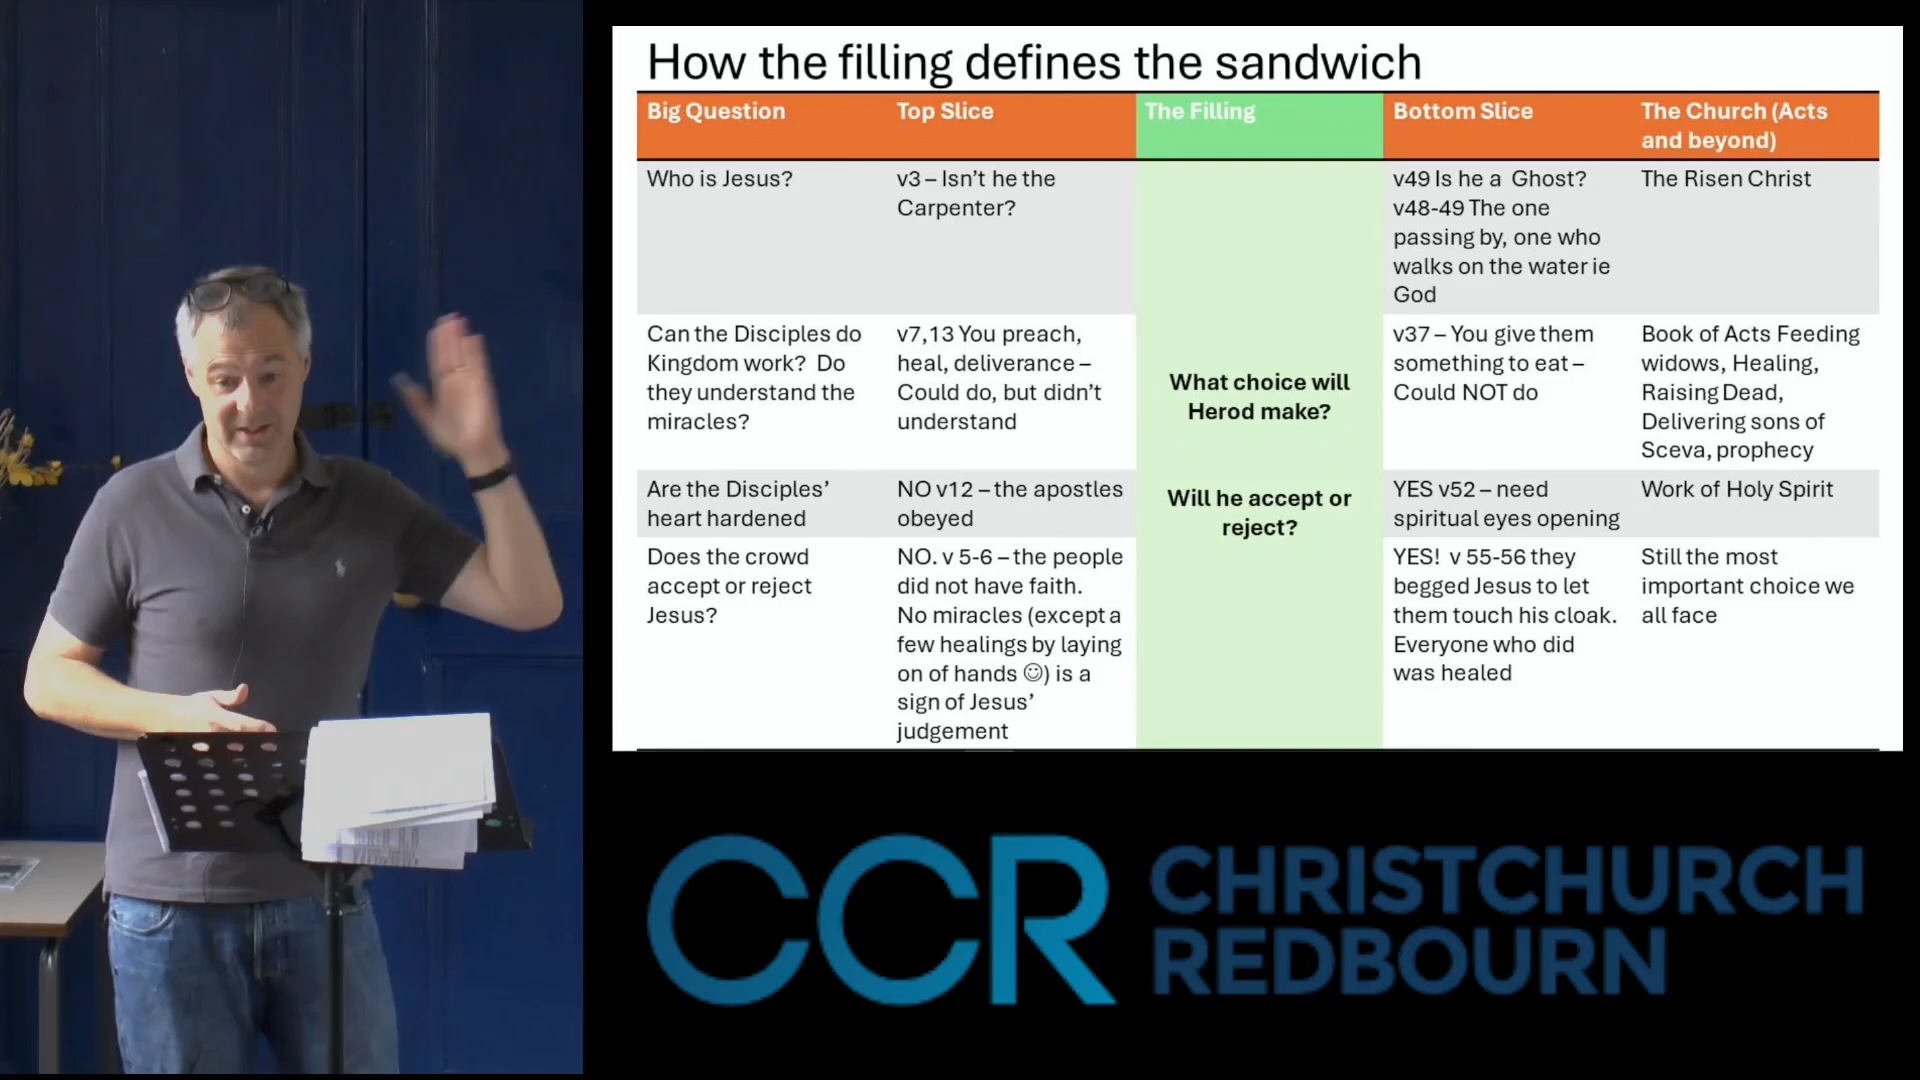 How the filling defines the sandwich
Big Question
Top Slice
The Filling
Bottom Slice
The Church (Acts
and beyond)
Who is Jesus?
v3 – Isn’t he the
Carpenter?
v49 Is he a Ghost?
v48-49 The one
passing by, one who
walks on the water ie
God
The Risen Christ
Can the Disciples do
Kingdom work? Do
they understand the
miracles?
v7,13 You preach,
heal, deliverance –
Could do, but didn’t
understand
What choice will
Herod make?
Will he accept or
reject?
v37 – You give them
something to eat –
Could NOT do
Book of Acts Feeding
widows, Healing,
Raising Dead,
Delivering sons of
Sceva, prophecy
Are the Disciples’
heart hardened
NO v12 – the apostles
obeyed
YES v52 – need
spiritual eyes opening
Work of Holy Spirit
Does the crowd
accept or reject
Jesus?
NO. v 5-6 – the people
did not have faith.
No miracles (except a
few healings by laying
on of hands ☺) is a
sign of Jesus’
judgement
YES! v 55-56 they
begged Jesus to let
them touch his cloak.
Everyone who did
was healed
Still the most
important choice we
all face
CCR CHRISTCHURCH
REDBOURN